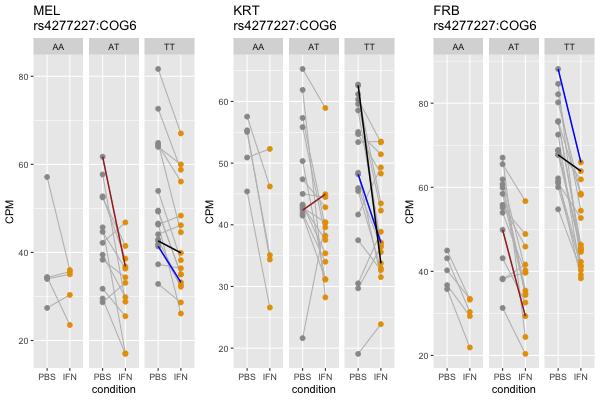 MEL
rs4277227:COG6
AA AT TT
CPM
80
60
40
20
PBS IFN PBS IFN PBS IFN
condition
KRT
rs4277227:COG6
AA AT TT
CPM
60
50
40
30
20
PBS IFN PBS IFN PBS IFN
condition
FRB
rs4277227:COG6
AA AT TT
CPM
80
60
40
20
PBS IFN PBS IFN PBS IFN
condition